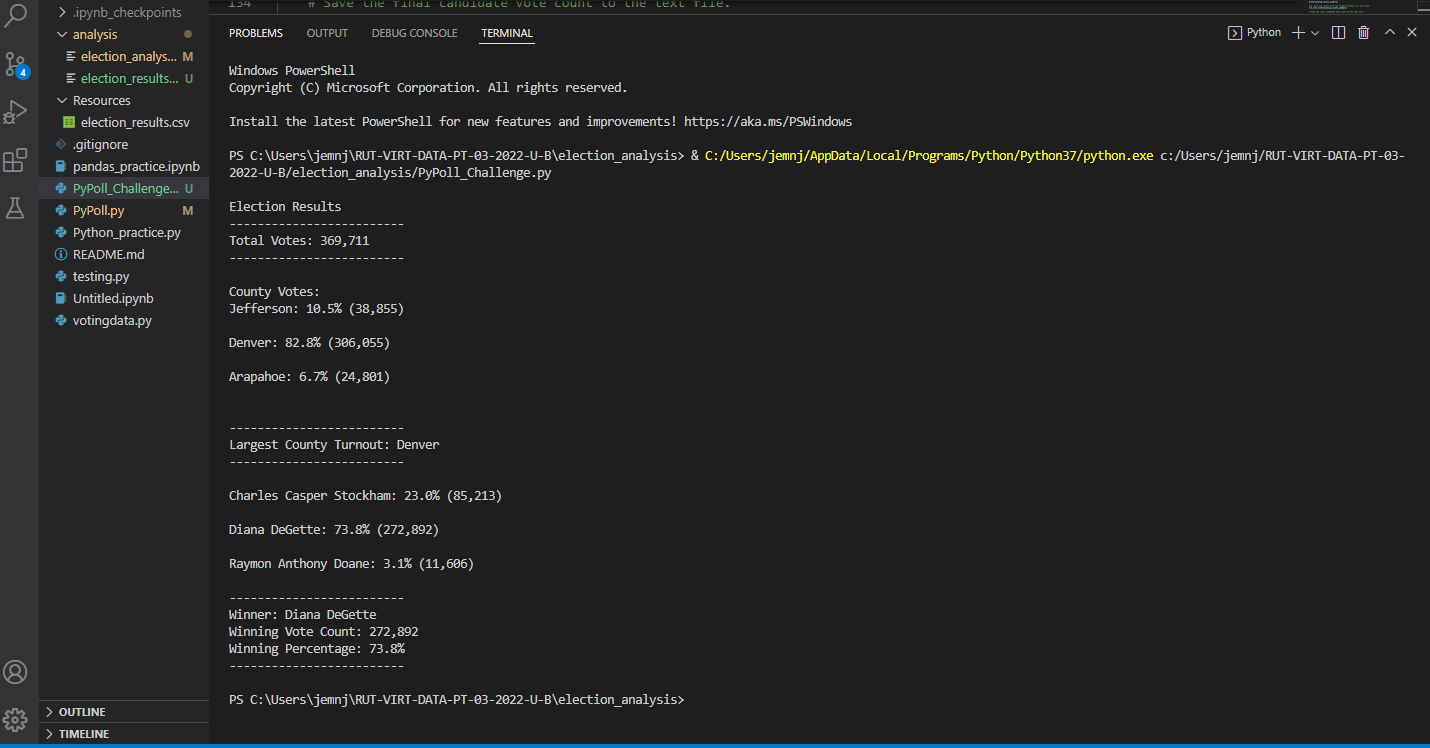 134 # Save the final candidate vote count to the text file.
.ipynb_checkpoints
analysis
election_analys... M
election_results... U
Resources
election_results.csv
.gitignore
pandas_practice.ipynb
PyPoll_Challenge... U
PyPoll.py M
Python_practice.py
README.md
testing.py
Untitled.ipynb
votingdata.py
OUTLINE
TIMELINE
4
PROBLEMS OUTPUT DEBUG CONSOLE TERMINAL Python
Windows PowerShell
Copyright (C) Microsoft Corporation. All rights reserved.
Install the latest PowerShell for new features and improvements! https://aka.ms/PSWindows
PS C:\Users\jemnj\RUT-VIRT-DATA-PT-03-2022-U-B\election_analysis> & C:/Users/jemnj/AppData/Local/Programs/Python/Python37/python.exe c:/Users/jemnj/RUT-VIRT-DATA-PT-03-
2022-U-B/election_analysis/PyPoll_Challenge.py
Election Results
-------------------------
Total Votes: 369,711
-------------------------
County Votes:
Jefferson: 10.5% (38,855)
Denver: 82.8% (306,055)
Arapahoe: 6.7% (24,801)
-------------------------
Largest County Turnout: Denver
-------------------------
Charles Casper Stockham: 23.0% (85,213)
Diana DeGette: 73.8% (272,892)
Raymon Anthony Doane: 3.1% (11,606)
-------------------------
Winner: Diana DeGette
Winning Vote Count: 272,892
Winning Percentage: 73.8%
-------------------------
PS C:\Users\jemnj\RUT-VIRT-DATA-PT-03-2022-U-B\election_analysis>